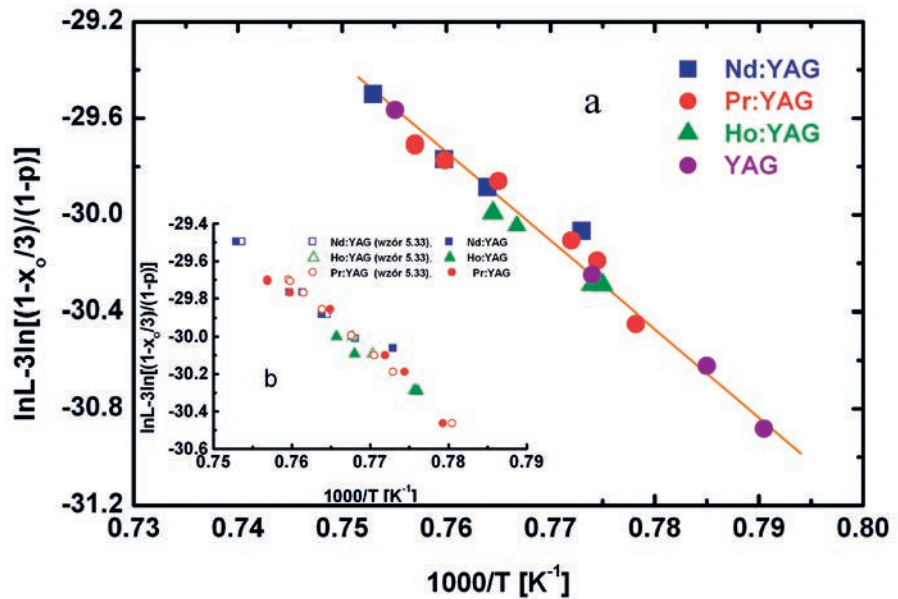 -29.2
-29.6
-30.0
-30.4
-30.8
-31.2
lnL-3ln[(1-x₀/3)/(1-p)]
a
Nd:YAG
Pr:YAG
Ho:YAG
YAG
-29.4
-29.6
-29.8
-30.0
-30.2
-30.4
-30.6
lnL-3ln[(1-x₀/3)/(1-p)]
Nd:YAG (wzór 5.33). Nd:YAG
Ho:YAG (wzór 5.33). Ho:YAG
Pr:YAG (wzór 5.33). Pr:YAG
b
0.75 0.76 0.77 0.78 0.79
1000/T [K⁻¹]
0.73 0.74 0.75 0.76 0.77 0.78 0.79 0.80
1000/T [K⁻¹]